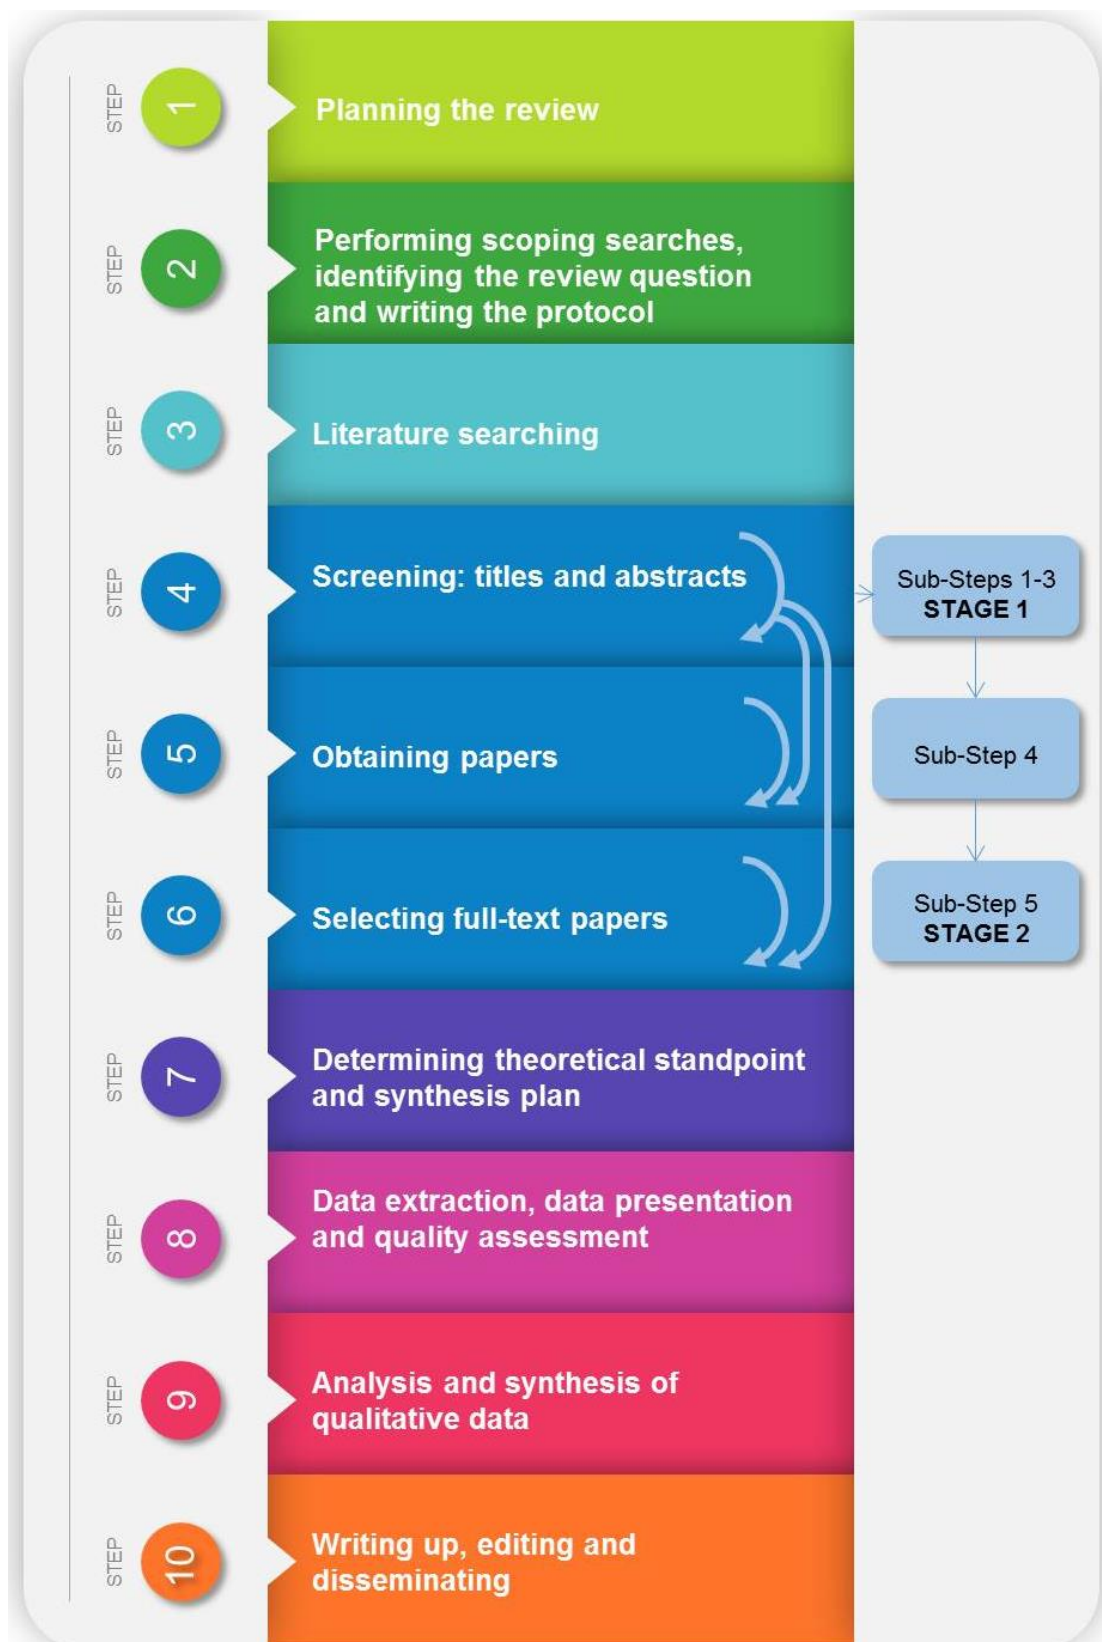 STEP
1
Planning the review
STEP
2
Performing scoping searches,
identifying the review question
and writing the protocol
STEP
3
Literature searching
STEP
4
Screening: titles and abstracts
Sub-Steps 1-3
STAGE 1
STEP
5
Obtaining papers
Sub-Step 4
STEP
6
Selecting full-text papers
Sub-Step 5
STAGE 2
STEP
7
Determining theoretical standpoint
and synthesis plan
STEP
8
Data extraction, data presentation
and quality assessment
STEP
9
Analysis and synthesis of
qualitative data
STEP
10
Writing up, editing and
disseminating